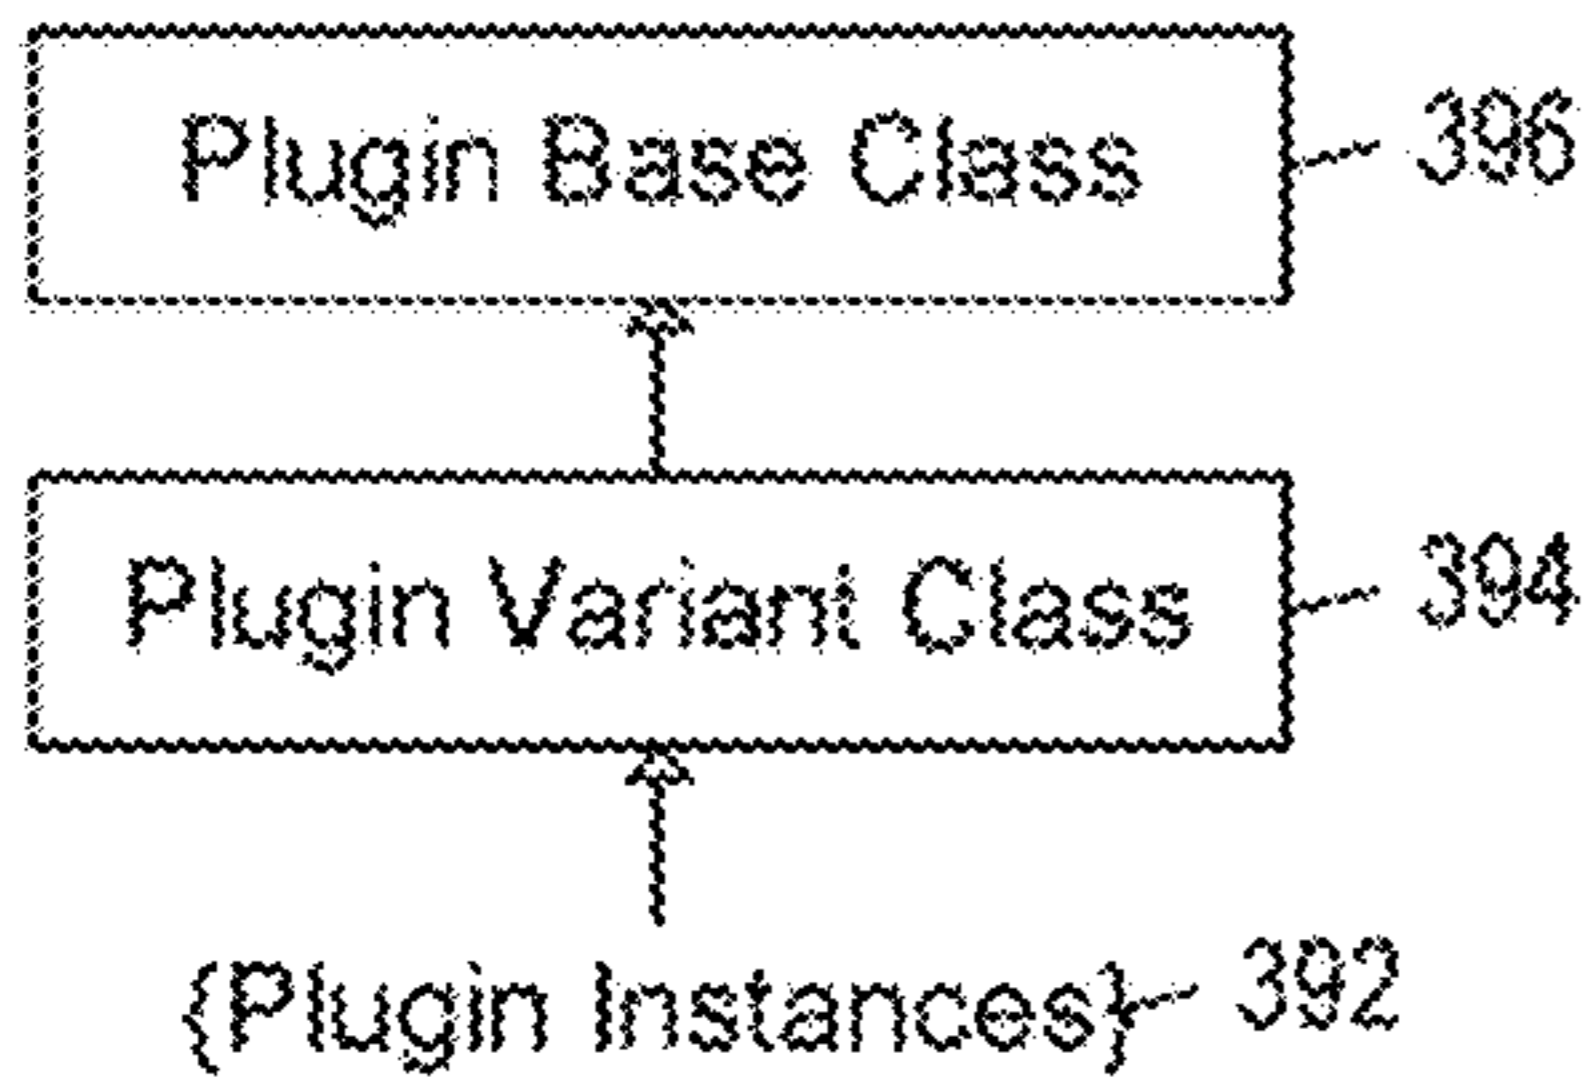 Plugin Base Class
396
Plugin Variant Class
394
{Plugin Instances}
392